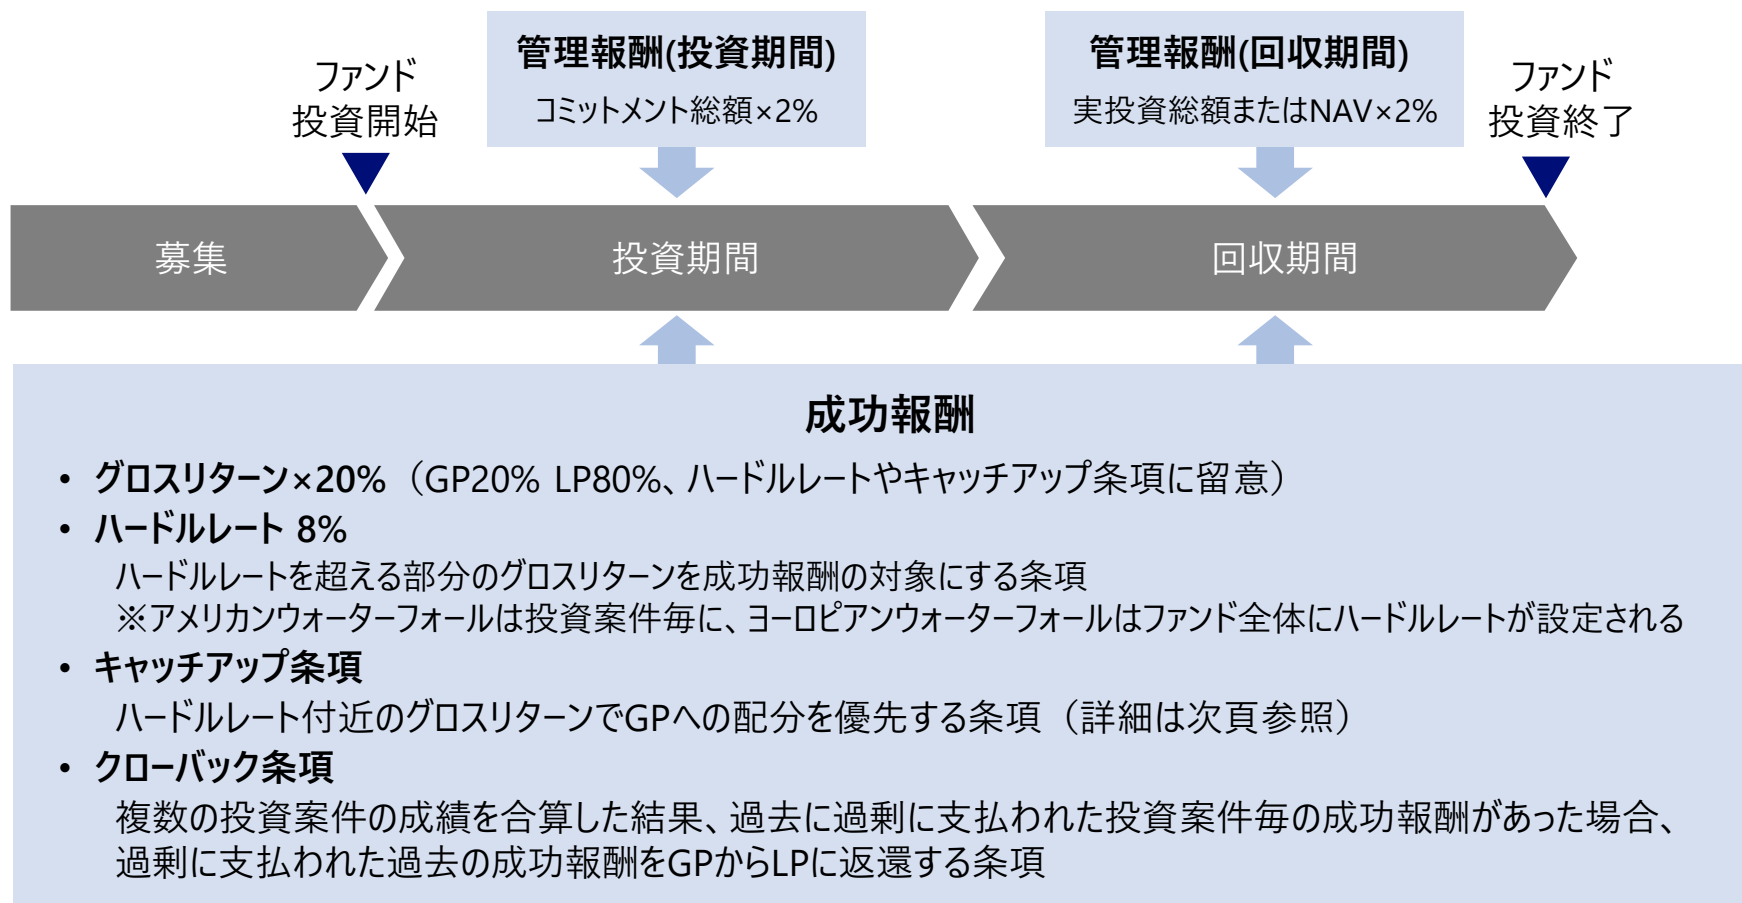 管理報酬(投資期間)
コミットメント総額×2%
管理報酬(回収期間)
実投資総額またはNAV×2%
ファンド
投資開始
ファンド
投資終了
募集
投資期間
回収期間
成功報酬
• グロスリターン×20%（GP20% LP80%、ハードルレートやキャッチアップ条項に留意）
• ハードルレート 8%
ハードルレートを超える部分のグロスリターンを成功報酬の対象にする条項
※アメリカンウォーターフォールは投資案件毎に、ヨーロピアンウォーターフォールはファンド全体にハードルレートが設定される
• キャッチアップ条項
ハードルレート付近のグロスリターンでGPへの配分を優先する条項（詳細は次頁参照）
• クローバック条項
複数の投資案件の成績を合算した結果、過去に過剰に支払われた投資案件毎の成功報酬があった場合、
過剰に支払われた過去の成功報酬をGPからLPに返還する条項